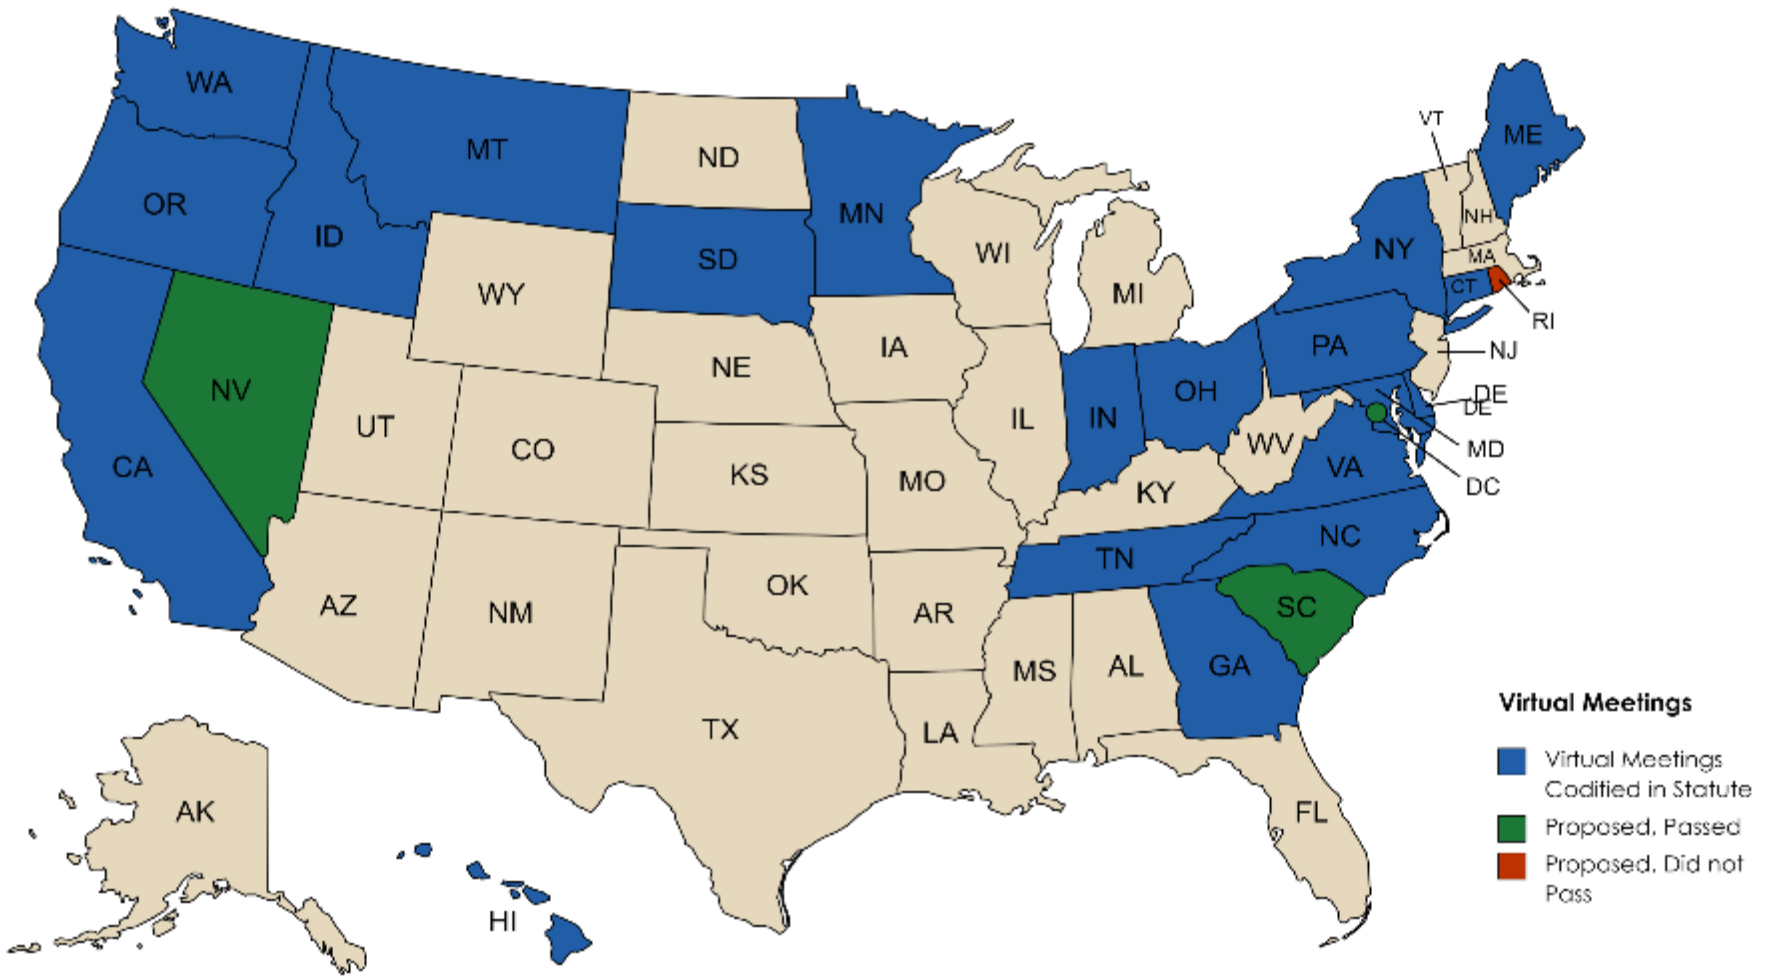 WA
MT
ND
MN
VT
ME
OR
ID
SD
WI
MI
NY
NH
MA
CT
RI
WY
NE
IA
PA
NJ
NV
UT
CO
KS
MO
IL
IN
OH
WV
VA
DE
DE
MD
DC
CA
KY
NC
TN
AZ
NM
OK
AR
SC
MS
AL
GA
TX
LA
FL
AK
HI
Virtual Meetings
Virtual Meetings
Codified in Statute
Proposed, Passed
Proposed, Did not
Pass